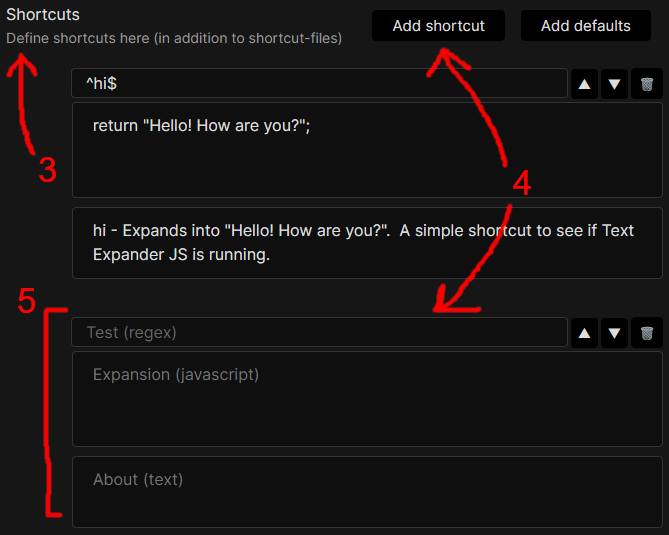 Shortcuts
Define shortcuts here (in addition to shortcut-files)
Add shortcut
Add defaults
^hi$
return "Hello! How are you?";
3
4
hi - Expands into "Hello! How are you?".  A simple shortcut to see if Text
Expander JS is running.
5
Test (regex)
Expansion (javascript)
About (text)